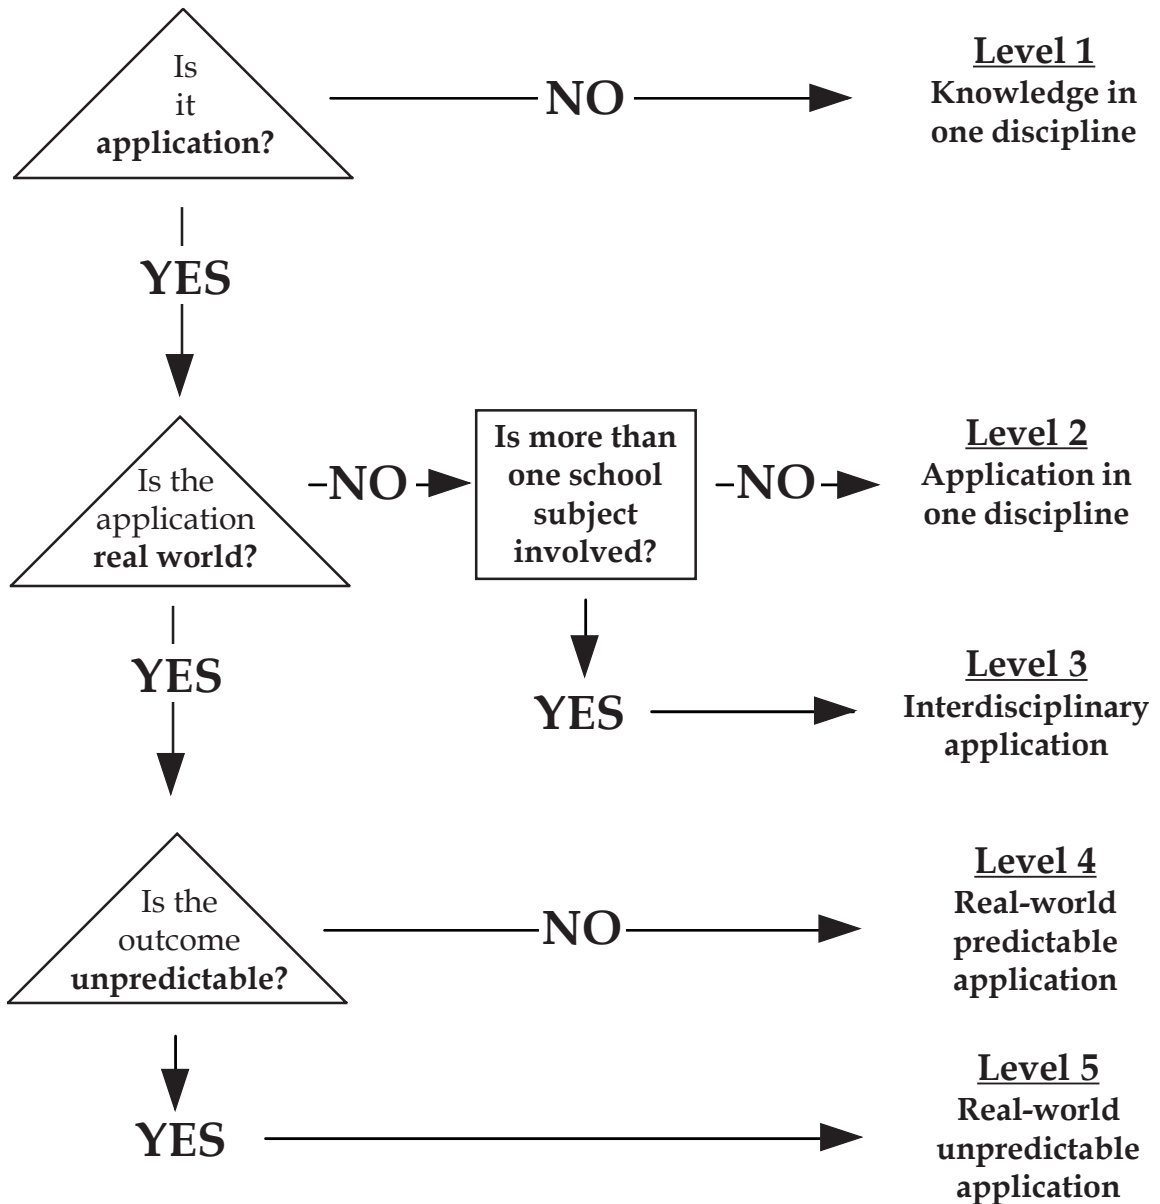 Is
it
application?
NO
Level 1
Knowledge in
one discipline
YES
Is the
application
real world?
NO
Is more than
one school
subject
involved?
NO
Level 2
Application in
one discipline
YES
YES
Level 3
Interdisciplinary
application
Is the
outcome
unpredictable?
NO
Level 4
Real-world
predictable
application
YES
Level 5
Real-world
unpredictable
application